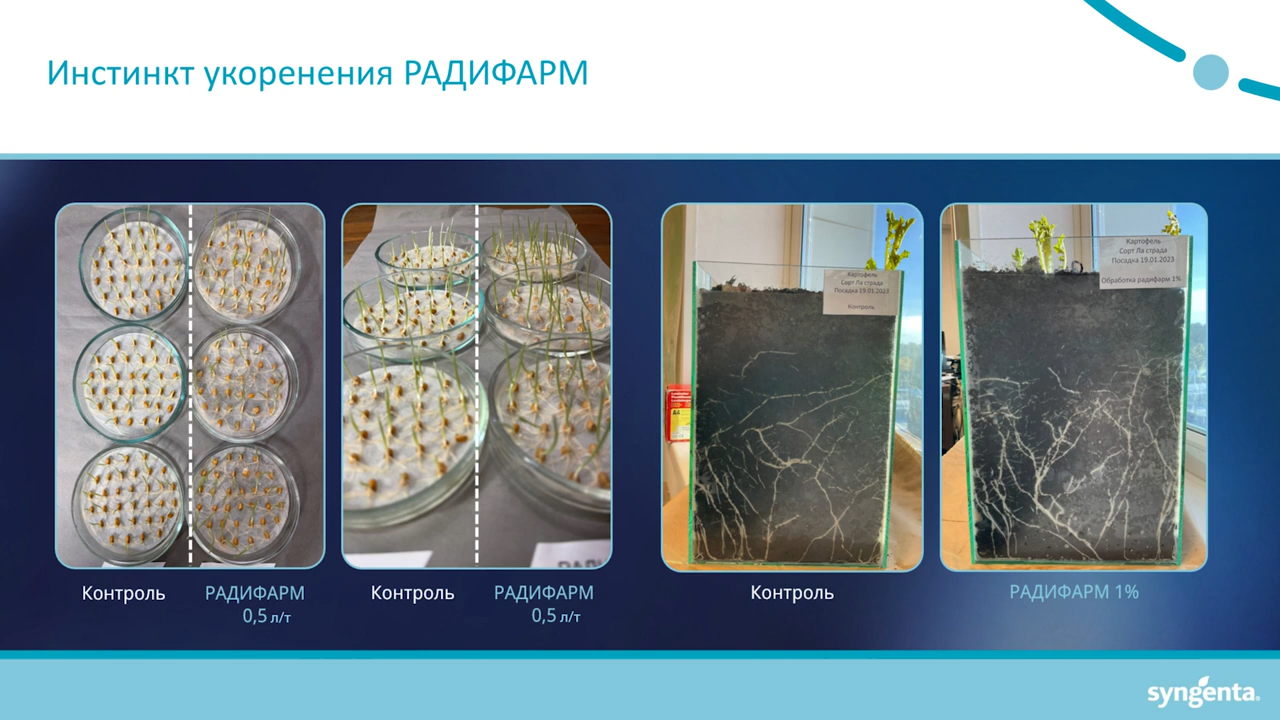 Инстинкт укоренения РАДИФАРМ
Картофель
Сорт Ла страда
Посадка 19.01.2023
Контроль
Картофель
Сорт Ла страда
Посадка 19.01.2023
Обработка радифарм 1%
A4
Контроль
РАДИФАРМ
0,5 л/т
Контроль
РАДИФАРМ
0,5 л/т
Контроль
РАДИФАРМ 1%
syngenta.